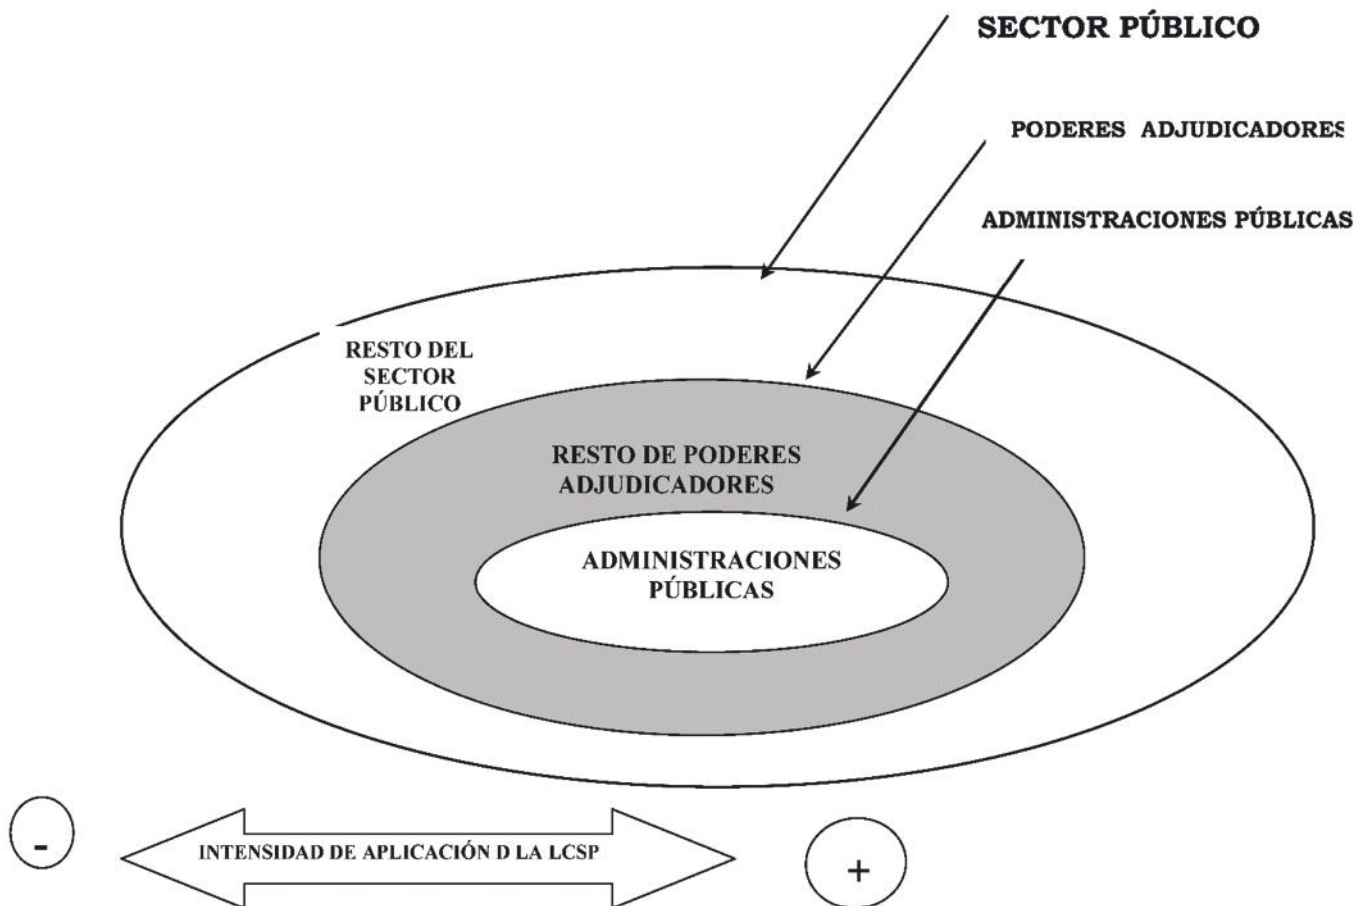 SECTOR PÚBLICO
PODERES ADJUDICADORES
ADMINISTRACIONES PÚBLICAS
RESTO DEL
SECTOR
PÚBLICO
RESTO DE PODERES
ADJUDICADORES
ADMINISTRACIONES
PÚBLICAS
-
INTENSIDAD DE APLICACIÓN D LA LCSP
+